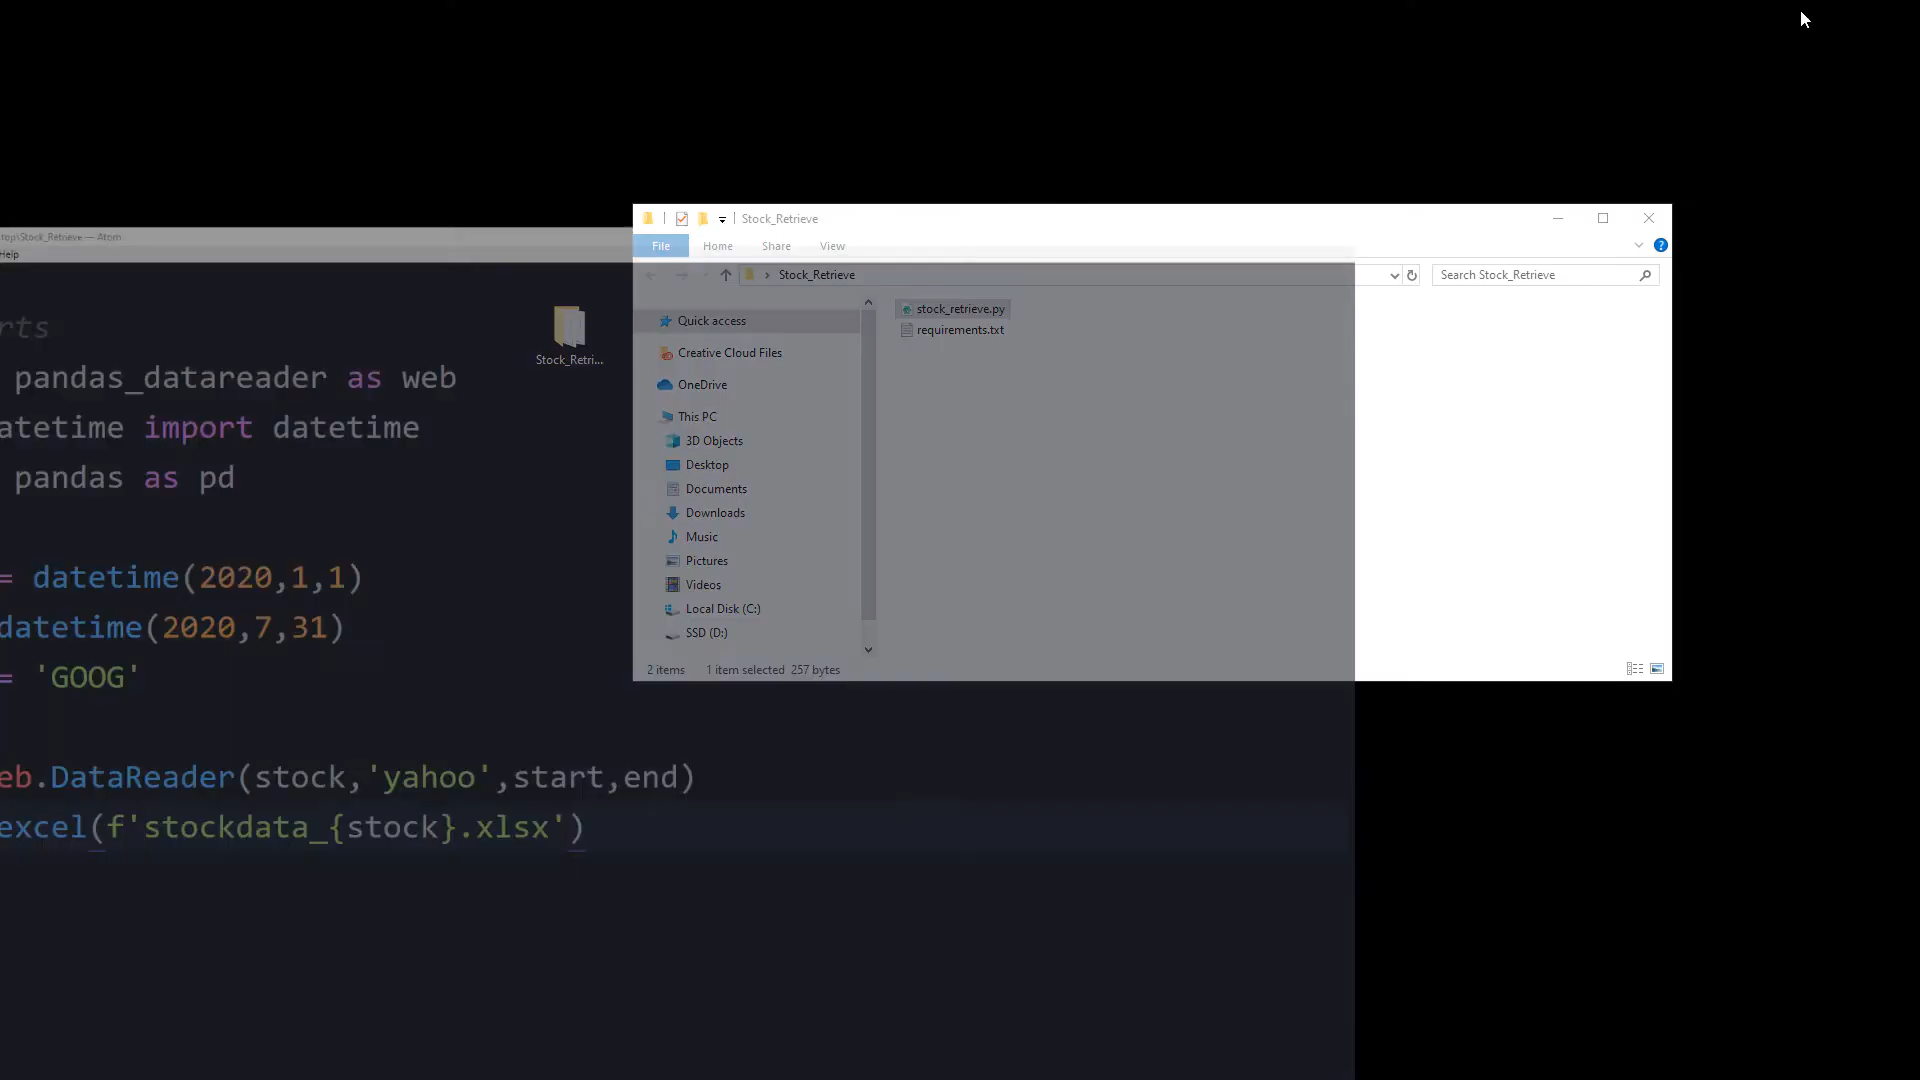 top\Stock_Retrieve — Atom
Help
rts
pandas_datareader as web
atetime import datetime
pandas as pd
= datetime(2020,1,1)
datetime(2020,7,31)
= 'GOOG'
eb.DataReader(stock,'yahoo',start,end)
excel(f'stockdata_{stock}.xlsx')
Stock_Retri...
Stock_Retrieve
File Home Share View
Stock_Retrieve
Search Stock_Retrieve
Quick access
Creative Cloud Files
OneDrive
This PC
3D Objects
Desktop
Documents
Downloads
Music
Pictures
Videos
Local Disk (C:)
SSD (D:)
stock_retrieve.py
requirements.txt
2 items 1 item selected 257 bytes